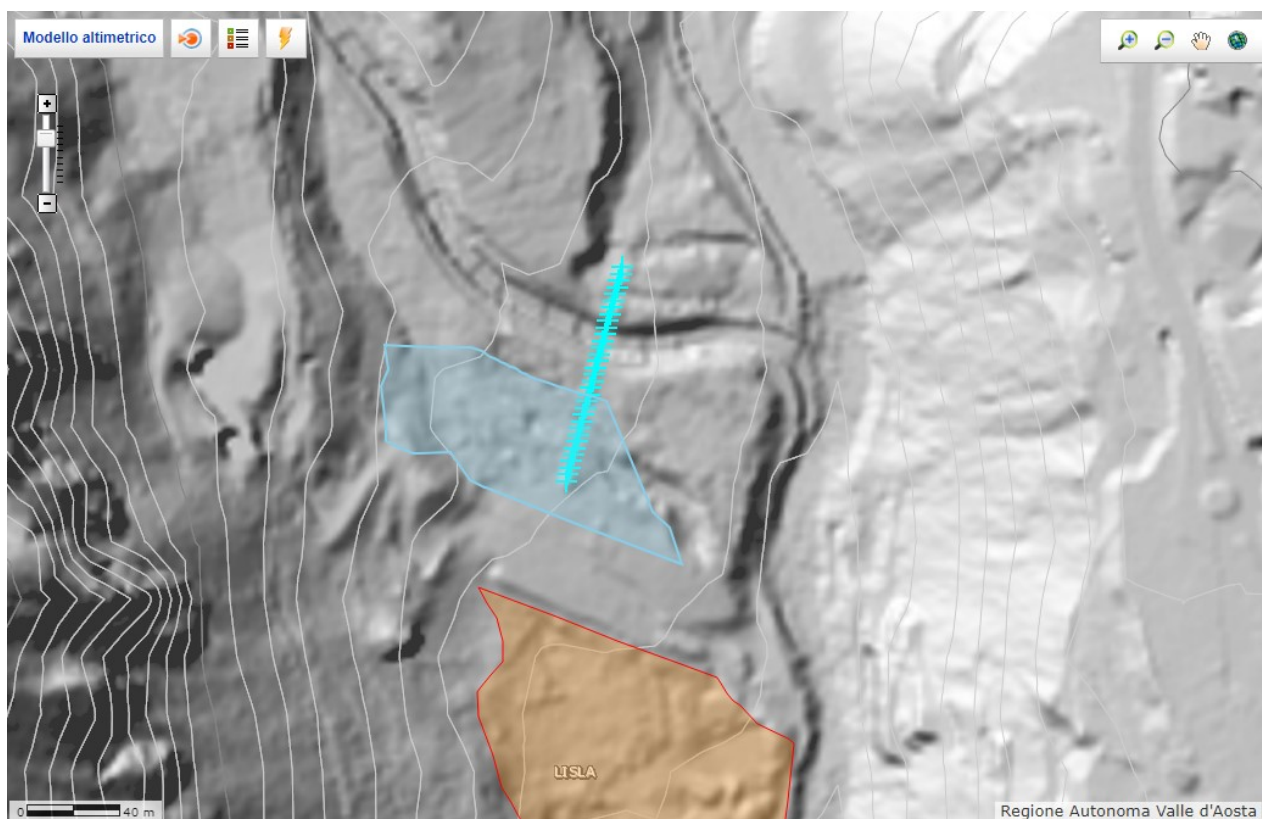 Modello altimetrico
+
-
LISLA
0 40 m
Regione Autonoma Valle d'Aosta